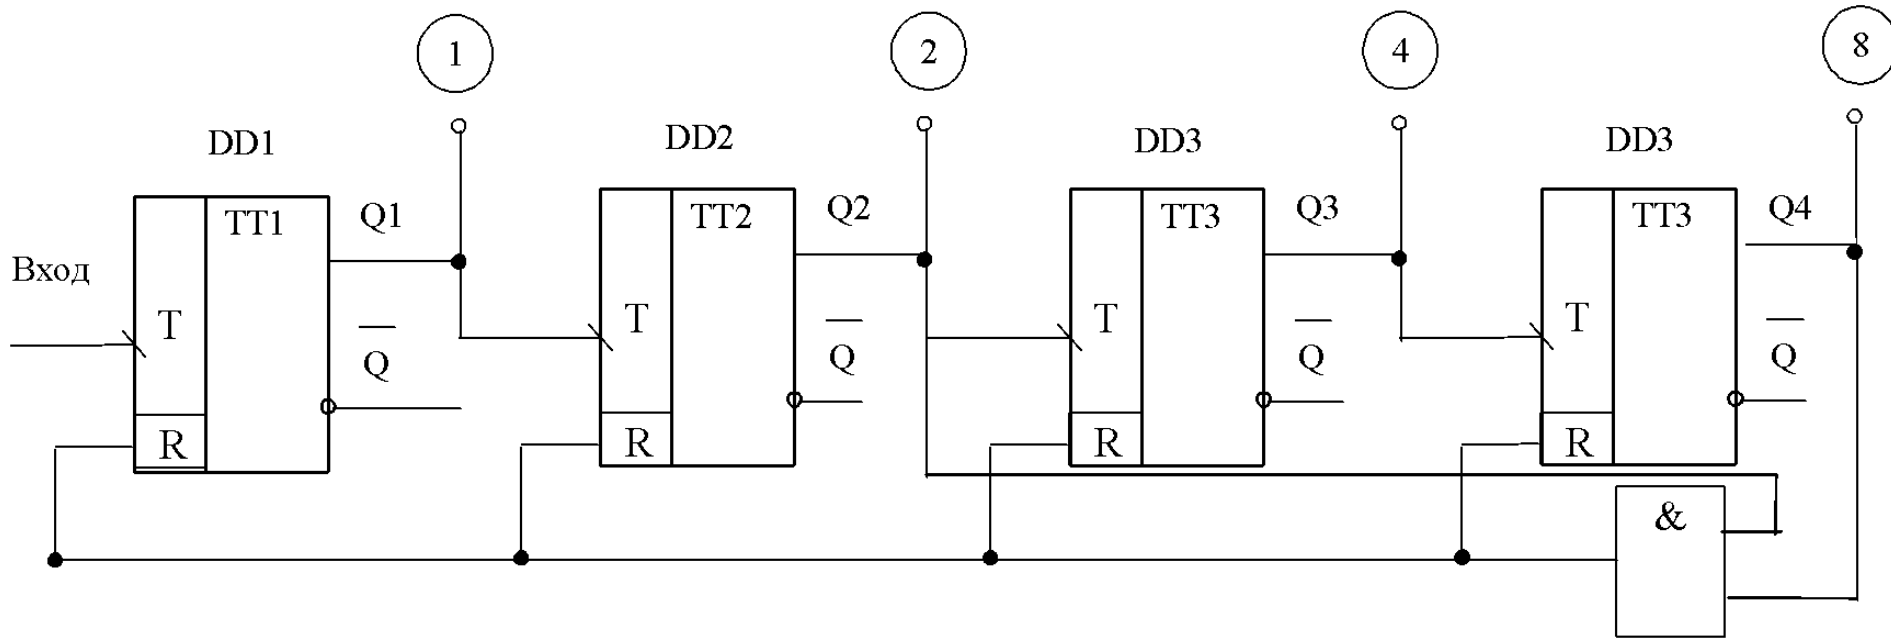 1
2
4
8
DD1
DD2
DD3
DD3
TT1
Q1
TT2
Q2
TT3
Q3
TT3
Q4
Вход
T
Q
T
Q
T
Q
T
Q
R
R
R
R
&